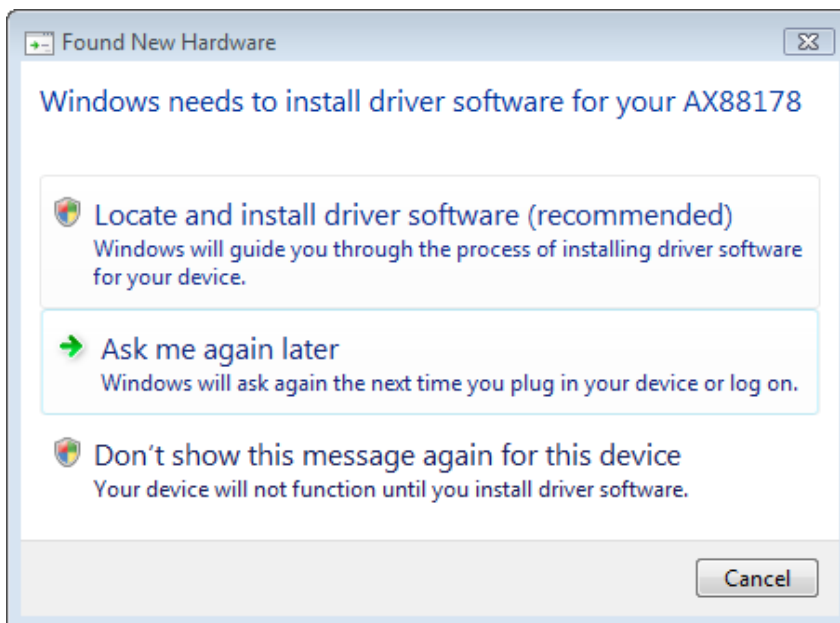 Found New Hardware
Windows needs to install driver software for your AX88178
Locate and install driver software (recommended)
Windows will guide you through the process of installing driver software
for your device.
Ask me again later
Windows will ask again the next time you plug in your device or log on.
Don't show this message again for this device
Your device will not function until you install driver software.
Cancel